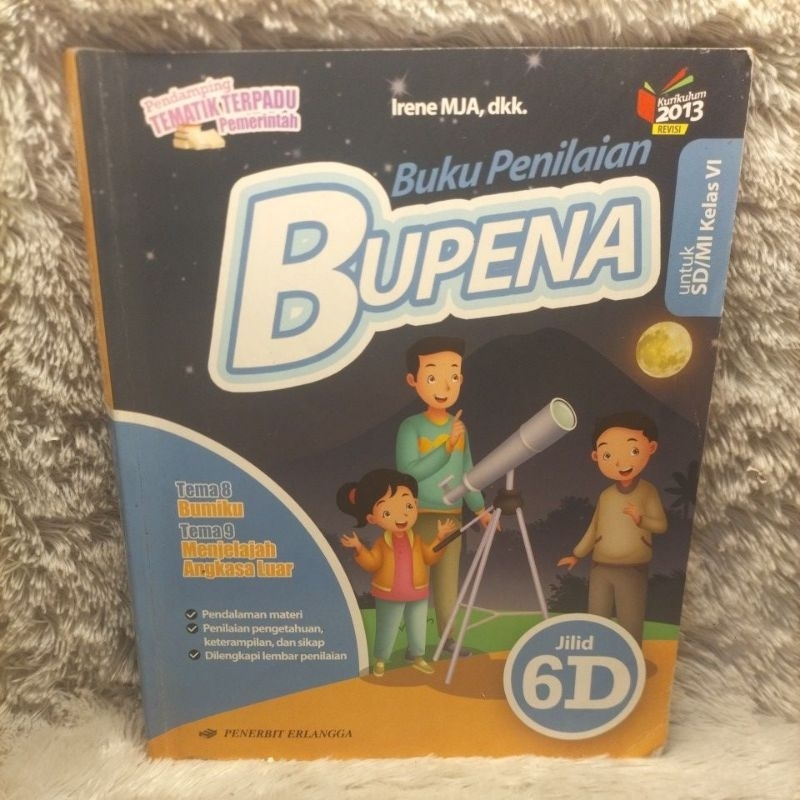 Pendamping
TEMATIK TERPADU
Pemerintah
Irene MJA, dkk.
Kurikulum
2013
REVISI
Buku Penilaian
BUPENA
untuk
SD/MI Kelas VI
Tema 8
Bumiku
Tema 9
Menjelajah
Angkasa Luar
Pendalaman materi
Penilaian pengetahuan,
keterampilan, dan sikap
Dilengkapi lembar penilaian
Jilid
6D
PENERBIT ERLANGGA